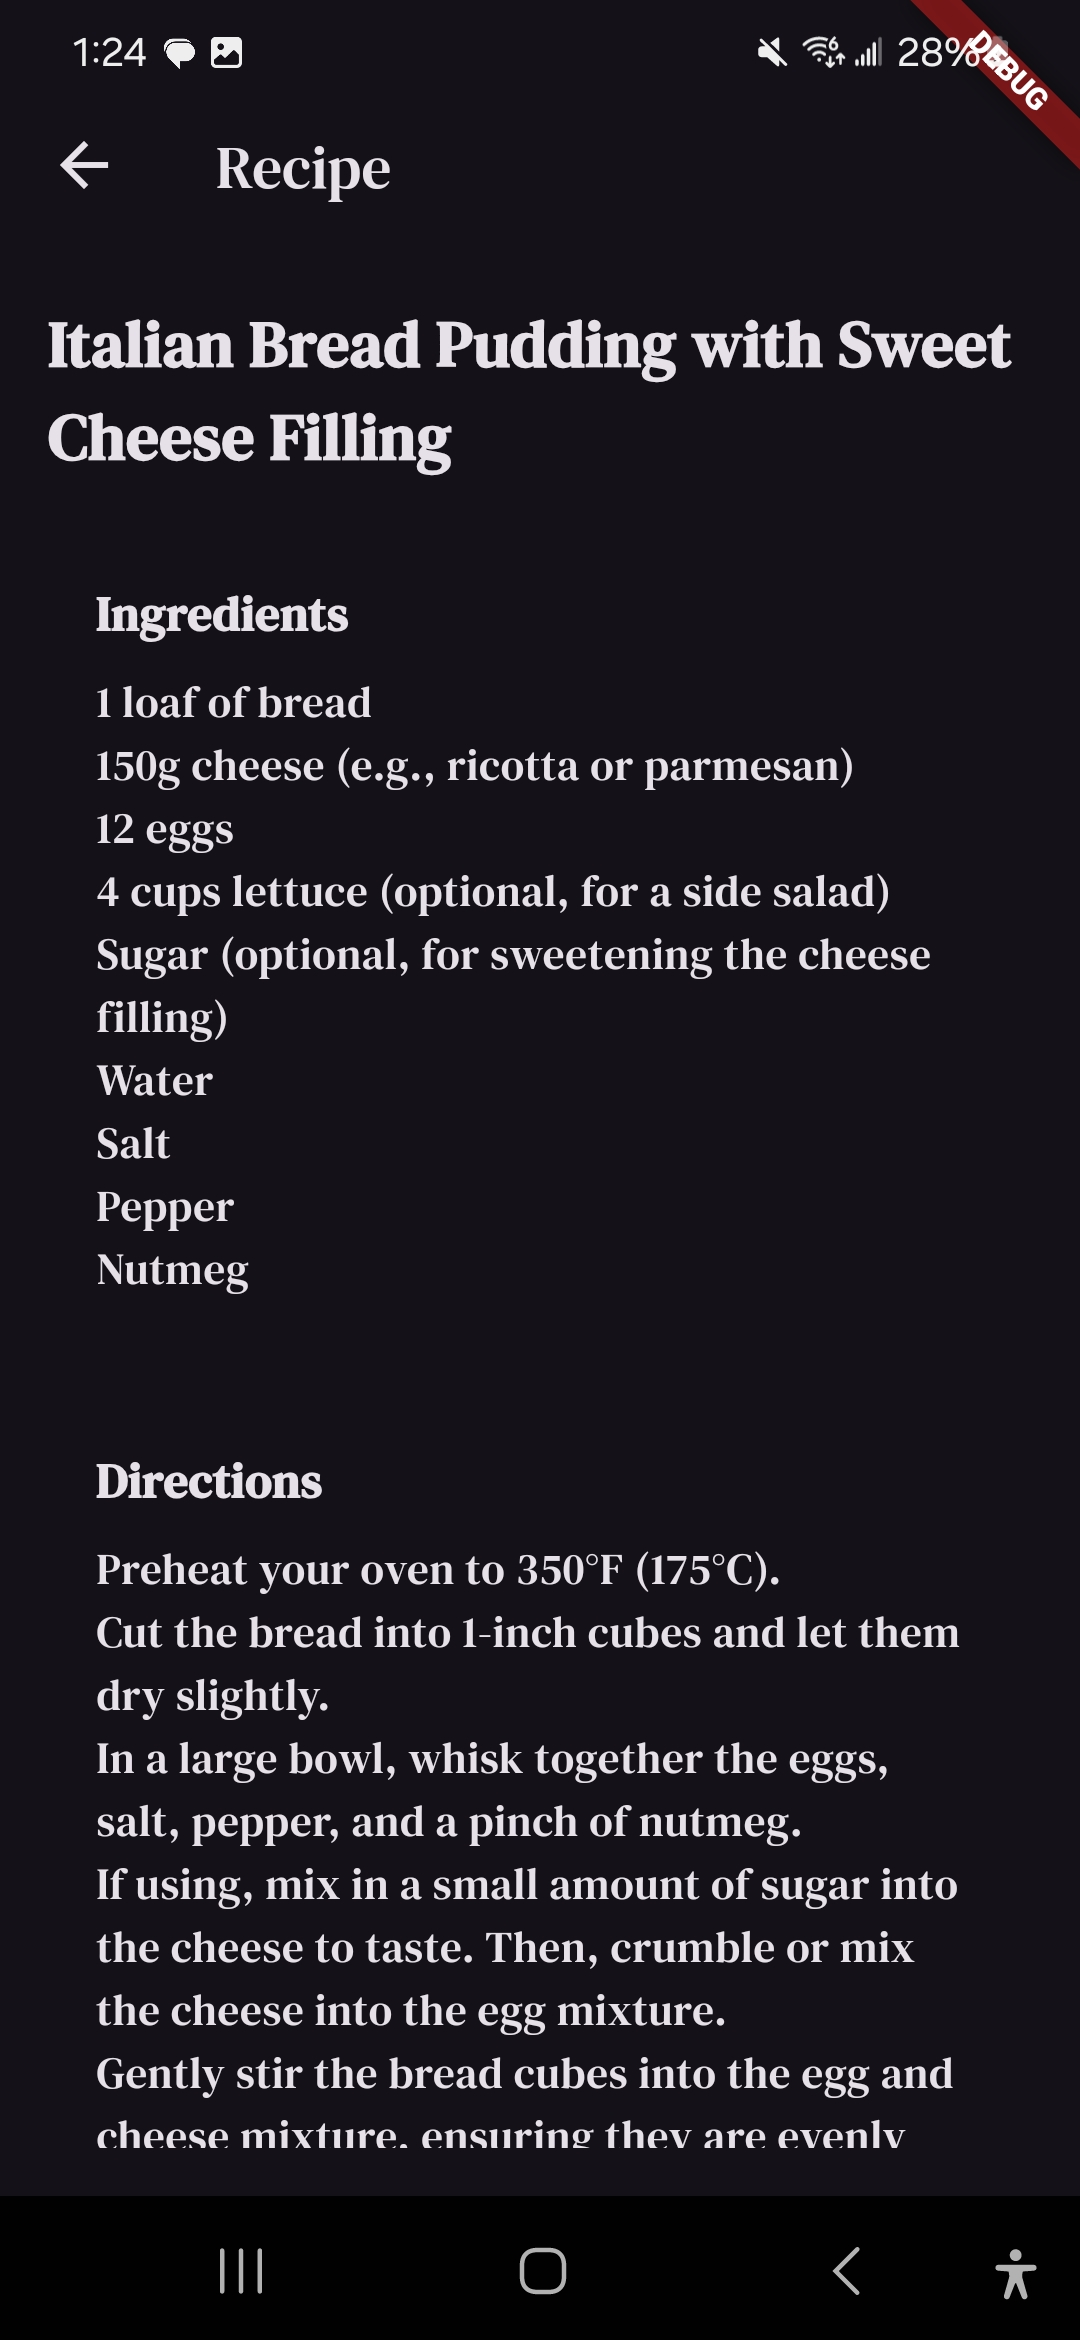 1:24
28%
DEBUG
Recipe
Italian Bread Pudding with Sweet
Cheese Filling
Ingredients
1 loaf of bread
150g cheese (e.g., ricotta or parmesan)
12 eggs
4 cups lettuce (optional, for a side salad)
Sugar (optional, for sweetening the cheese
filling)
Water
Salt
Pepper
Nutmeg
Directions
Preheat your oven to 350°F (175°C).
Cut the bread into 1-inch cubes and let them
dry slightly.
In a large bowl, whisk together the eggs,
salt, pepper, and a pinch of nutmeg.
If using, mix in a small amount of sugar into
the cheese to taste. Then, crumble or mix
the cheese into the egg mixture.
Gently stir the bread cubes into the egg and
cheese mixture, ensuring they are evenly